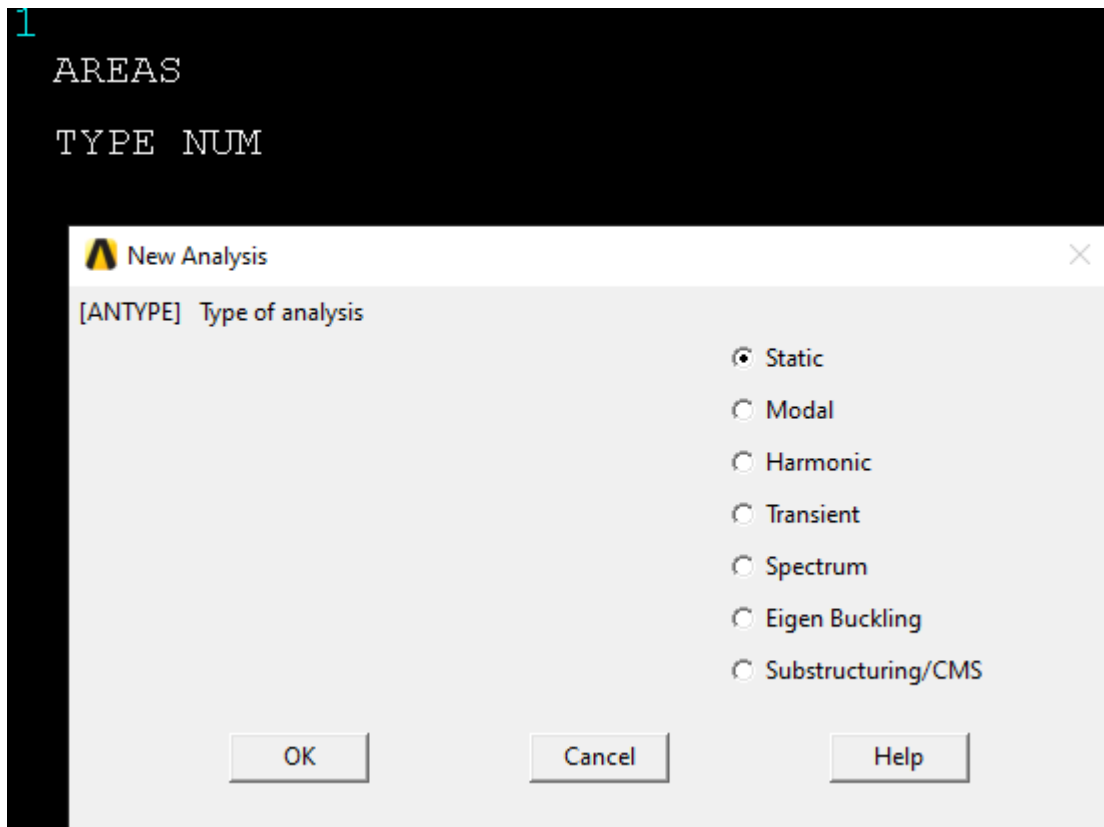 1
AREAS
TYPE NUM
New Analysis
[ANTYPE] Type of analysis
Static
Modal
Harmonic
Transient
Spectrum
Eigen Buckling
Substructuring/CMS
OK Cancel Help